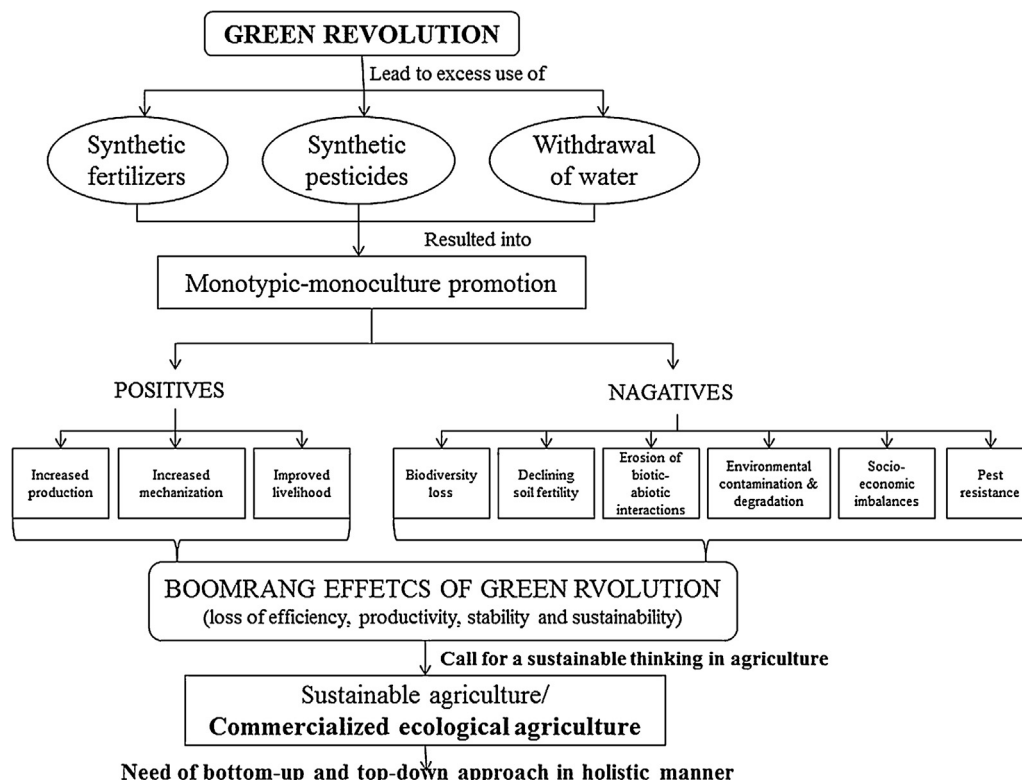 GREEN REVOLUTION
Lead to excess use of
Synthetic
fertilizers
Synthetic
pesticides
Withdrawal
of water
Resulted into
Monotypic-monoculture promotion
POSITIVES
NAGATIVES
Increased
production
Increased
mechanization
Improved
livelihood
Biodiversity
loss
Declining
soil fertility
Erosion of
biotic-
abiotic
interactions
Environmental
contamination &
degradation
Socio-
economic
imbalances
Pest
resistance
BOOMRANG EFFETCS OF GREEN RVOLUTION
(loss of efficiency, productivity, stability and sustainability)
Call for a sustainable thinking in agriculture
Sustainable agriculture/
Commercialized ecological agriculture
Need of bottom-up and top-down approach in holistic manner